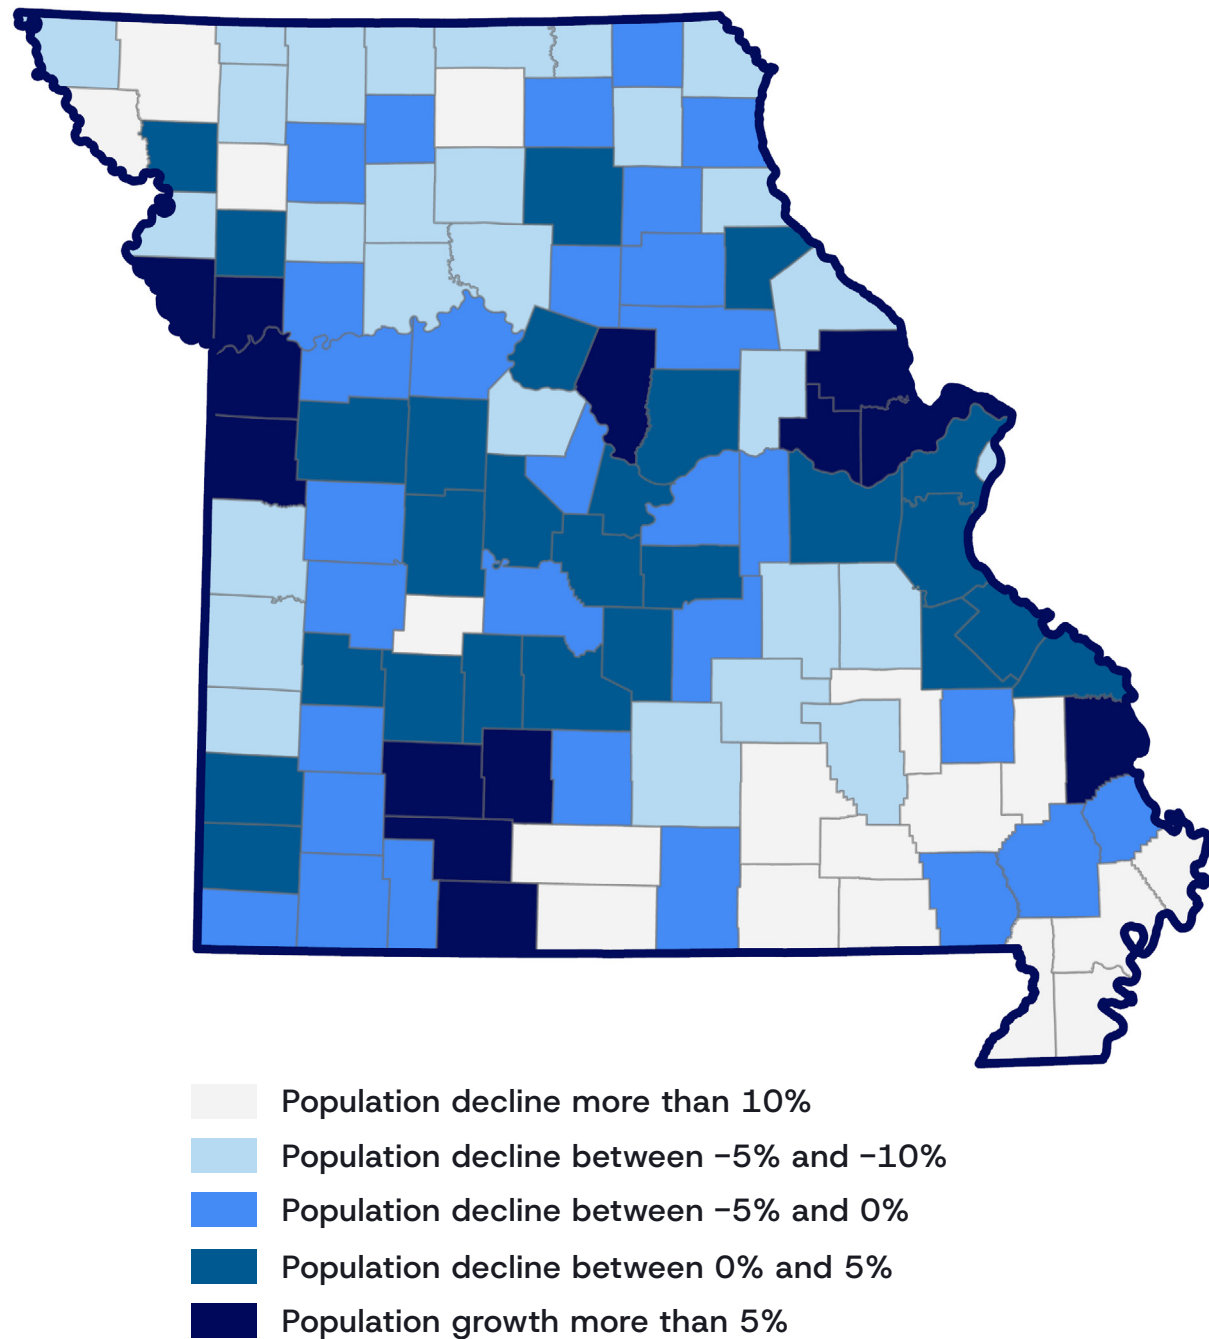 Population decline more than 10%
Population decline between -5% and -10%
Population decline between -5% and 0%
Population decline between 0% and 5%
Population growth more than 5%